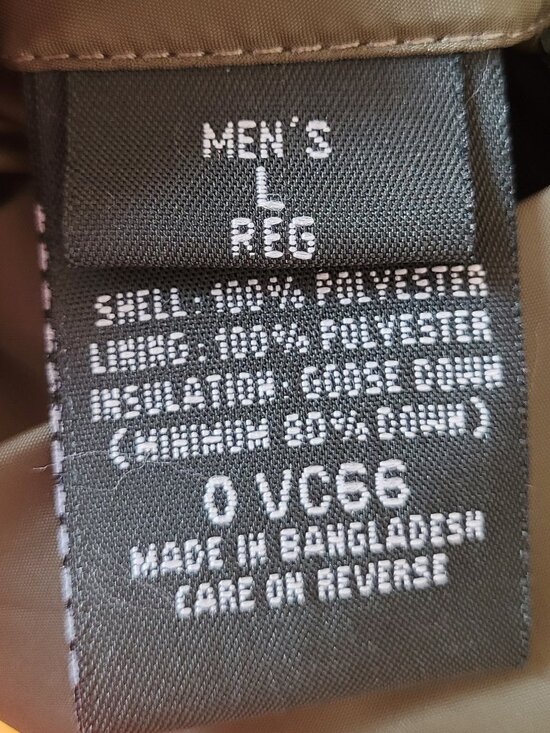 MEN'S
L
REG
SHELL: 100% POLYESTER
LINING: 100% POLYESTER
INSULATION: GOOSE DOWN
(MINIMUM 80% DOWN)
0 VC66
MADE IN BANGLADESH
CARE ON REVERSE